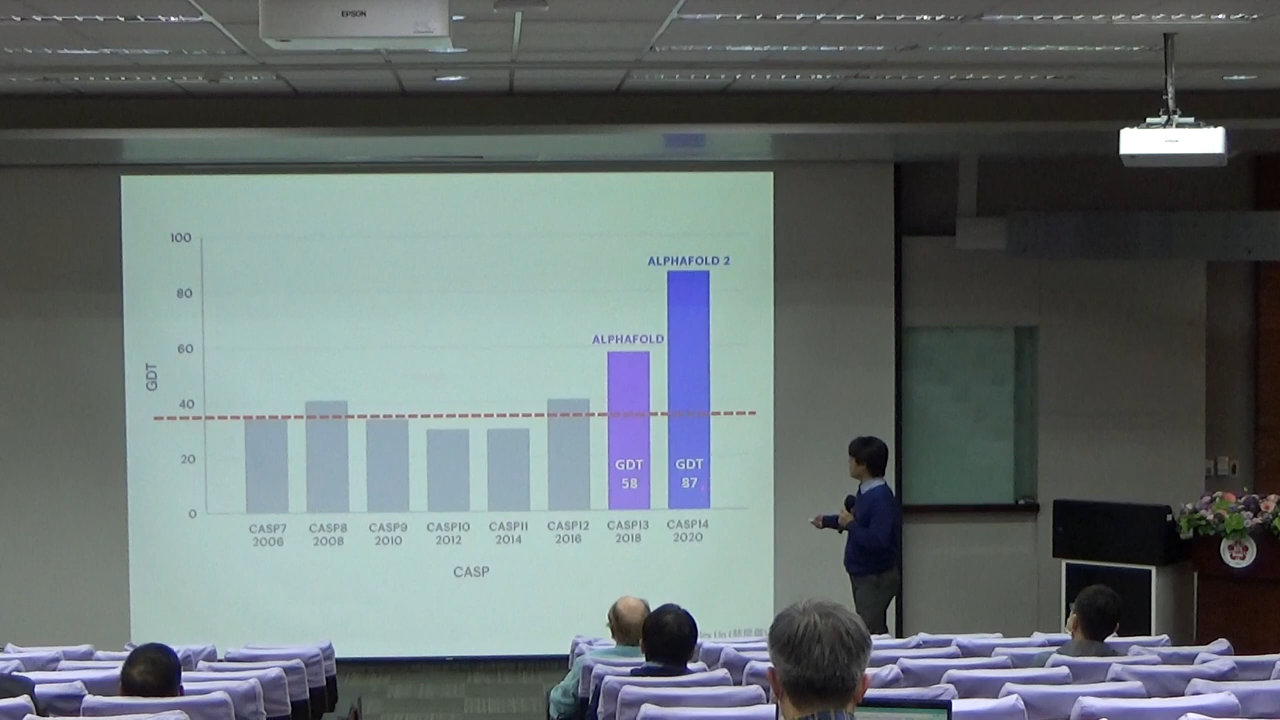 EPSON
100
80
60
40
20
0
GDT
ALPHAFOLD 2
ALPHAFOLD
GDT
58
GDT
87
CASP7
2006
CASP8
2008
CASP9
2010
CASP10
2012
CASP11
2014
CASP12
2016
CASP13
2018
CASP14
2020
CASP